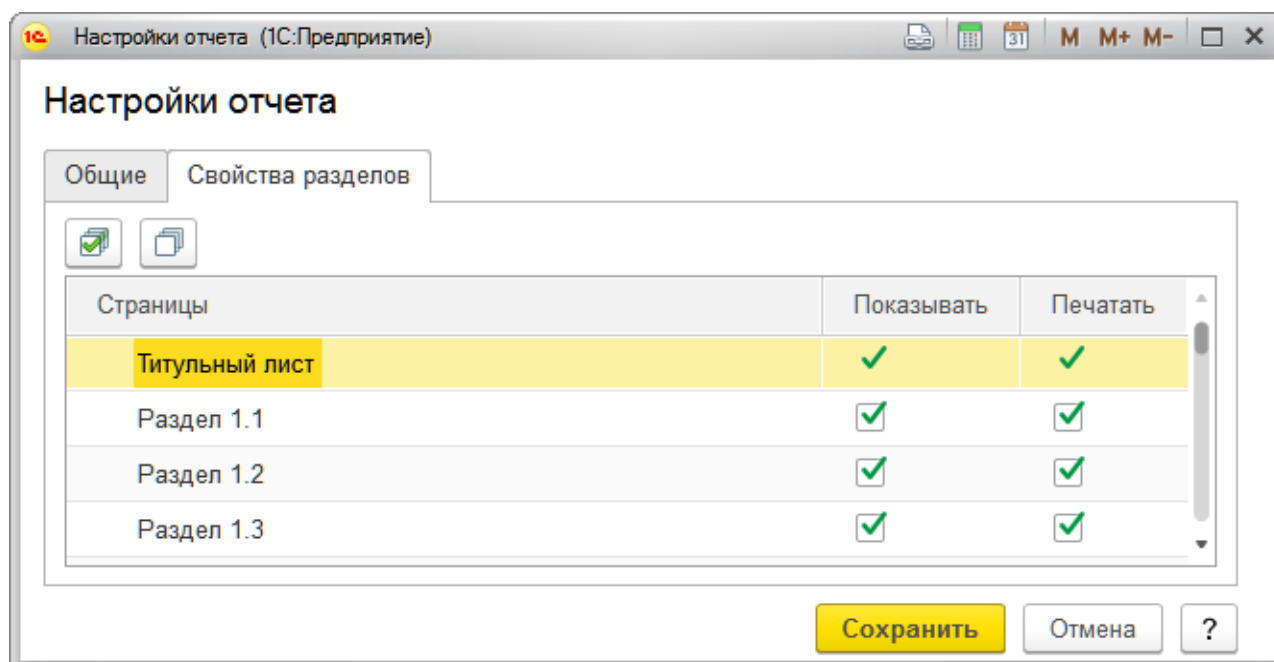 1С Настройки отчета (1С:Предприятие) 31 M M+ M-
Настройки отчета
Общие Свойства разделов
Страницы Показывать Печатать
Титульный лист
Раздел 1.1
Раздел 1.2
Раздел 1.3
Сохранить Отмена ?